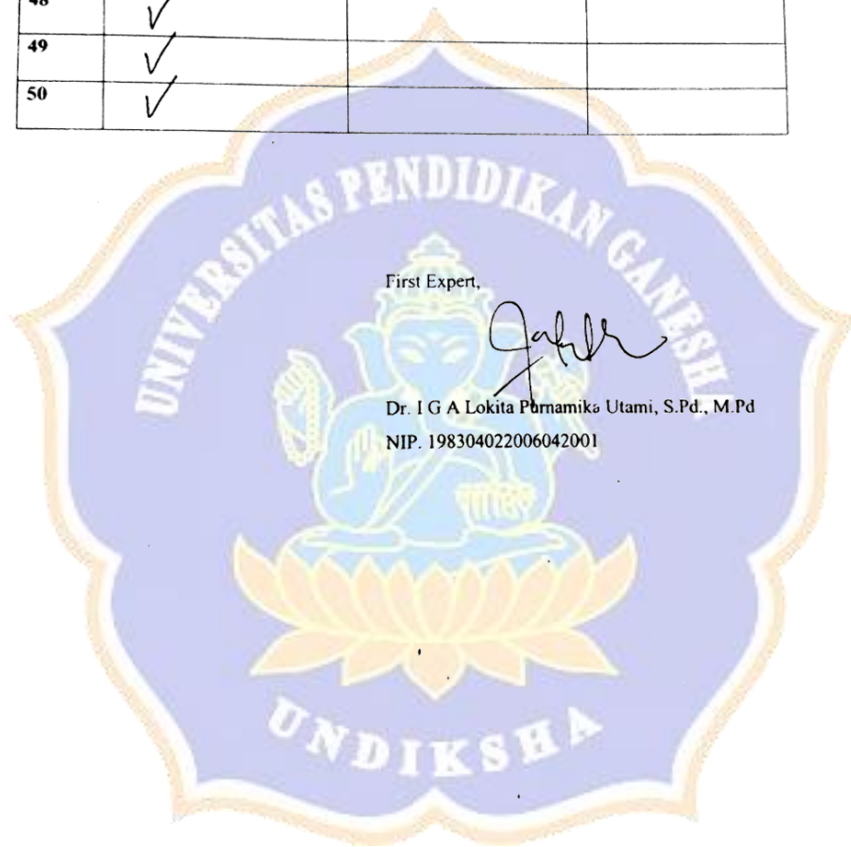 48 ✓
49 ✓
50 ✓
UNIVERSITAS PENDIDIKAN GANESHA
First Expert,
Dr. I G A Lokita Purnamika Utami, S.Pd., M.Pd
NIP. 198304022006042001
UNDIKSHA